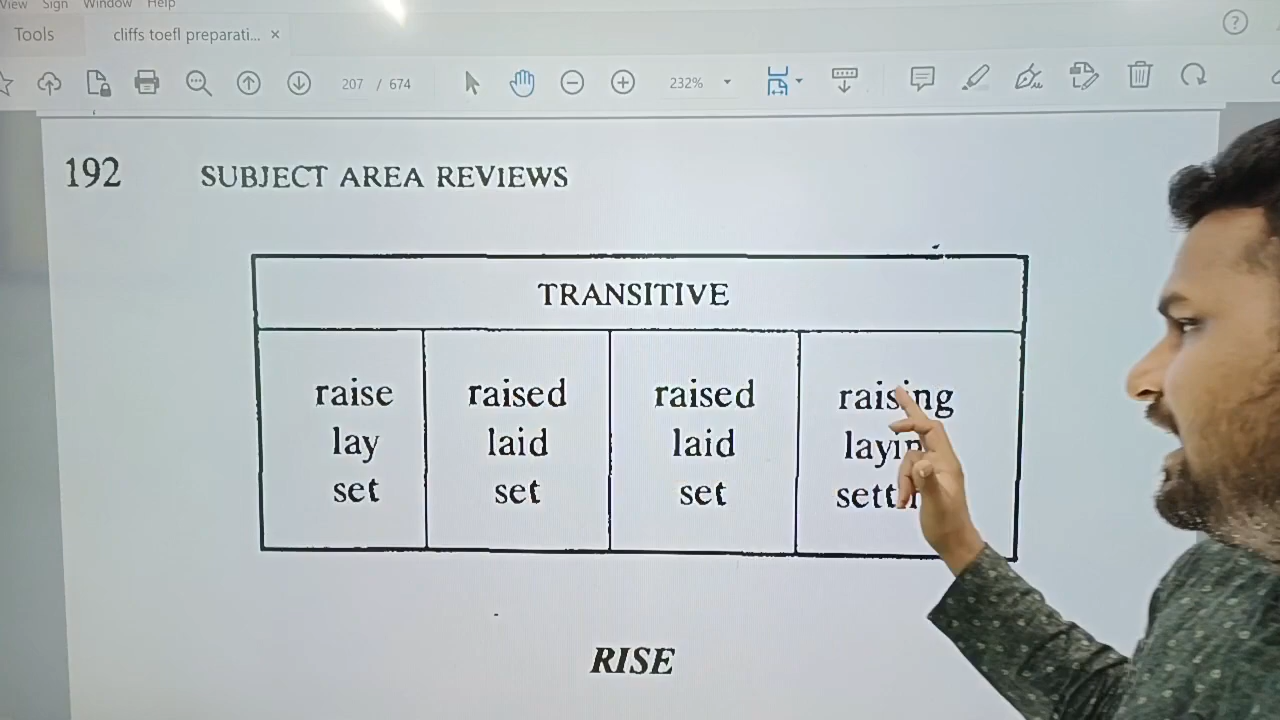 View Sign Window Help
Tools cliffs toefl preparati... ×
?
207 / 674 232%
192 SUBJECT AREA REVIEWS
TRANSITIVE
raise raised raised raising
lay laid laid
set set set
RISE